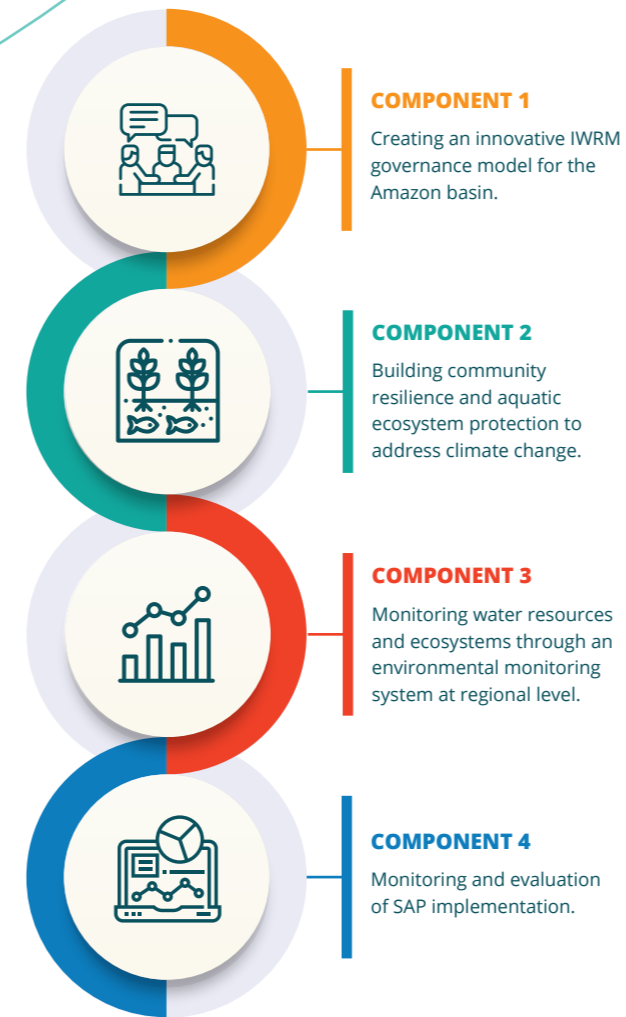 COMPONENT 1
Creating an innovative IWRM
governance model for the
Amazon basin.
COMPONENT 2
Building community
resilience and aquatic
ecosystem protection to
address climate change.
COMPONENT 3
Monitoring water resources
and ecosystems through an
environmental monitoring
system at regional level.
COMPONENT 4
Monitoring and evaluation
of SAP implementation.